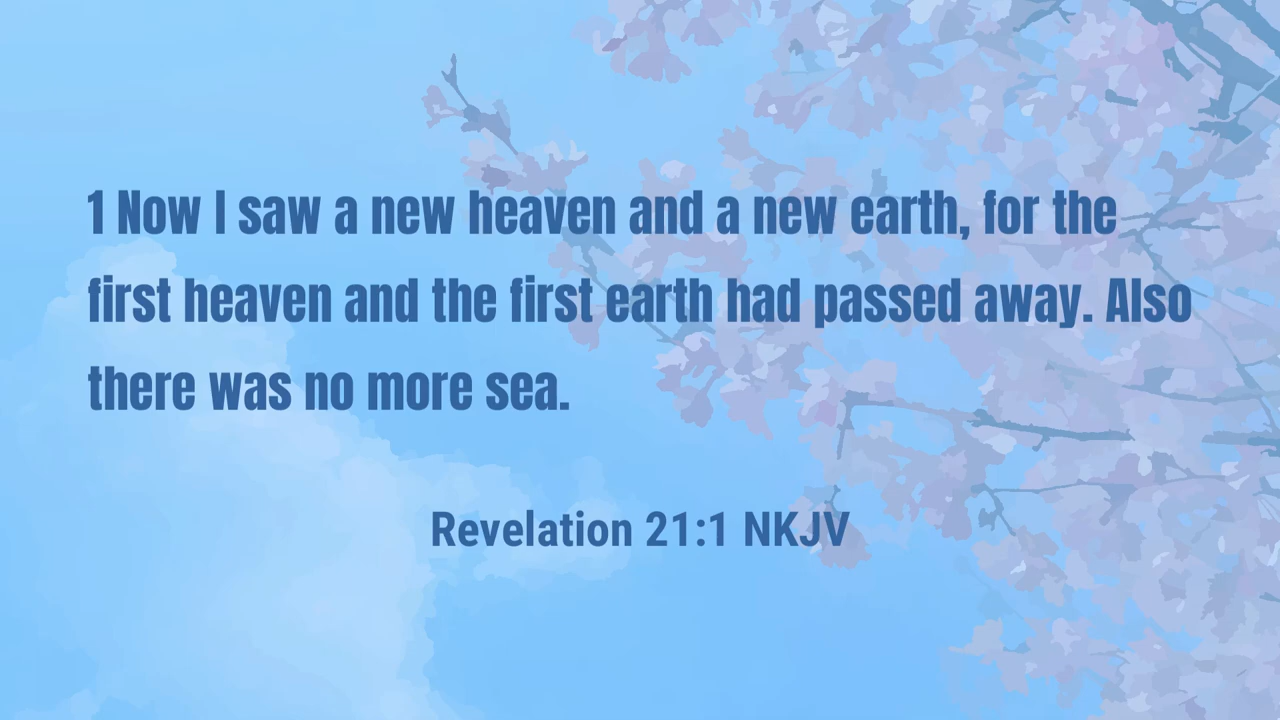 1 Now I saw a new heaven and a new earth, for the
first heaven and the first earth had passed away. Also
there was no more sea.
Revelation 21:1 NKJV